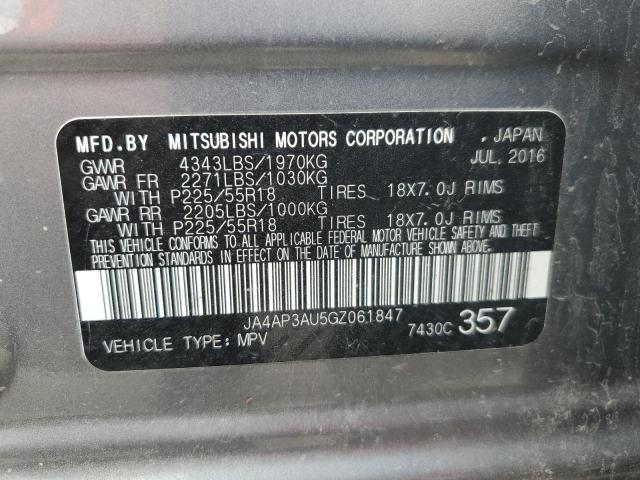 MFD.BY MITSUBISHI MOTORS CORPORATION . JAPAN
GWR 4343LBS/1970KG JUL, 2016
GAWR FR 2271LBS/1030KG
WITH P225/55R18 TIRES 18X7.0J RIMS
GAWR RR 2205LBS/1000KG
WITH P225/55R18 TIRES 18X7.0J RIMS
THIS VEHICLE CONFORMS TO ALL APPLICABLE FEDERAL MOTOR VEHICLE SAFETY AND THEFT
PREVENTION STANDARDS IN EFFECT ON THE DATE OF MANUFACTURE SHOWN ABOVE.
JA4AP3AU5GZ061847
VEHICLE TYPE: MPV 7430C 357